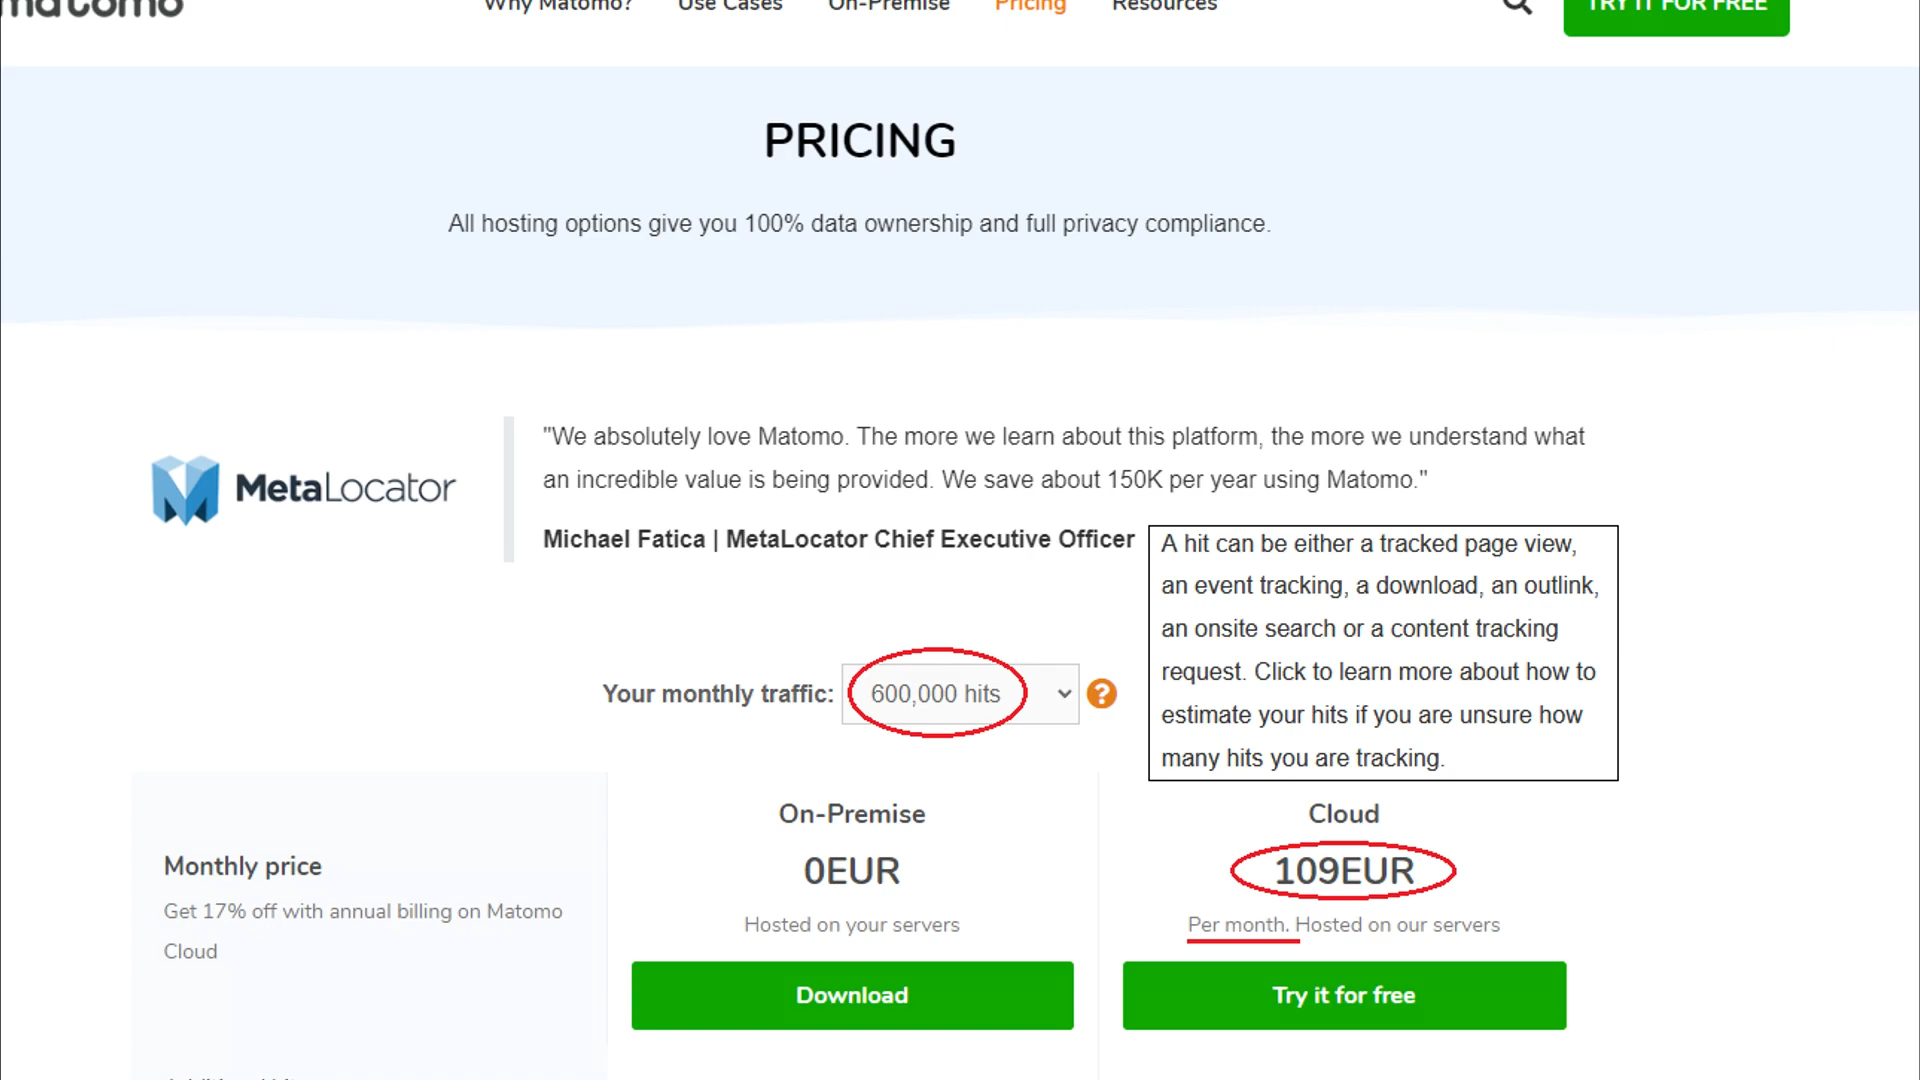 matomo
Why Matomo? Use Cases On-Premise Pricing Resources
TRY IT FOR FREE
PRICING
All hosting options give you 100% data ownership and full privacy compliance.
MetaLocator
"We absolutely love Matomo. The more we learn about this platform, the more we understand what
an incredible value is being provided. We save about 150K per year using Matomo."
Michael Fatica | MetaLocator Chief Executive Officer
A hit can be either a tracked page view,
an event tracking, a download, an outlink,
an onsite search or a content tracking
request. Click to learn more about how to
estimate your hits if you are unsure how
many hits you are tracking.
Your monthly traffic: 600,000 hits ?
Monthly price
Get 17% off with annual billing on Matomo
Cloud
On-Premise
0EUR
Hosted on your servers
Download
Cloud
109EUR
Per month. Hosted on our servers
Try it for free